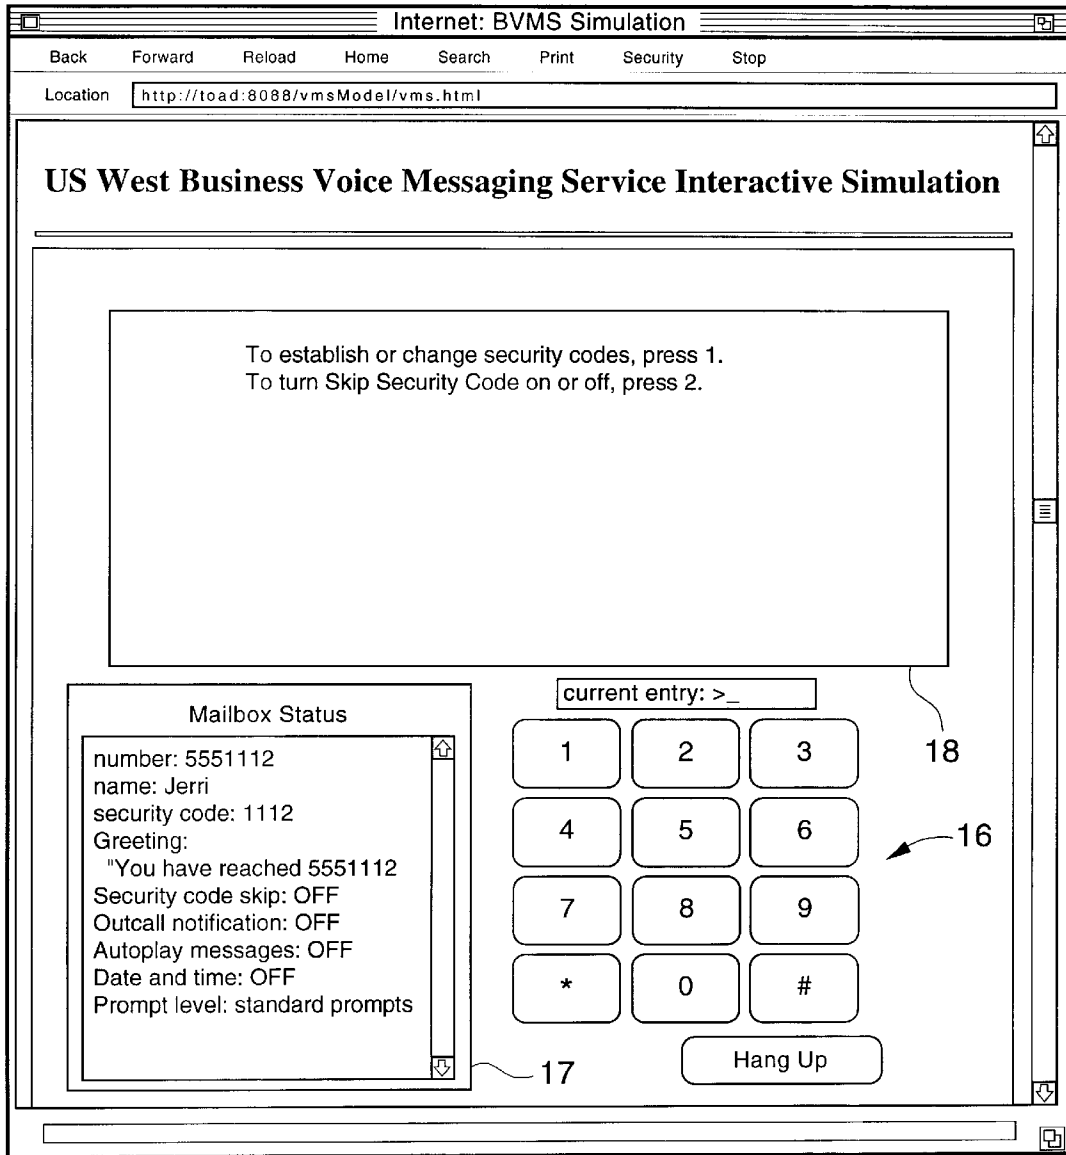 Internet: BVMS Simulation
Back Forward Reload Home Search Print Security Stop
Location http://toad:8088/vmsModel/vms.html
US West Business Voice Messaging Service Interactive Simulation
To establish or change security codes, press 1.
To turn Skip Security Code on or off, press 2.
18
Mailbox Status
number: 5551112
name: Jerri
security code: 1112
Greeting:
"You have reached 5551112
Security code skip: OFF
Outcall notification: OFF
Autoplay messages: OFF
Date and time: OFF
Prompt level: standard prompts
17
current entry: >_
1 2 3
4 5 6
7 8 9
* 0 #
16
Hang Up